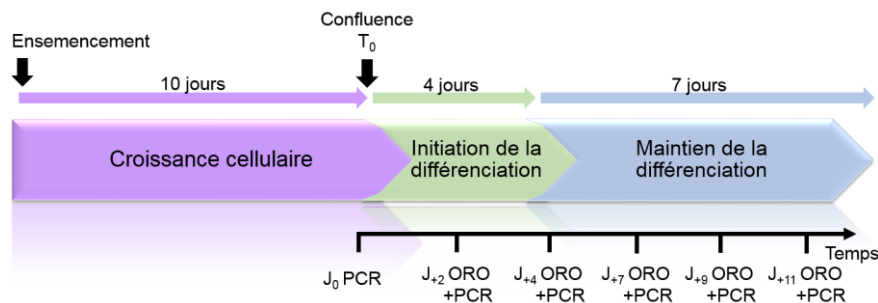 Confluence
Ensemencement
T0
10 jours
4 jours
7 jours
Croissance cellulaire
Initiation de la
différenciation
Maintien de la
différenciation
Temps
J0 PCR
J+2 ORO
+PCR
J+4 ORO
+PCR
J+7 ORO
+PCR
J+9 ORO
+PCR
J+11 ORO
+PCR